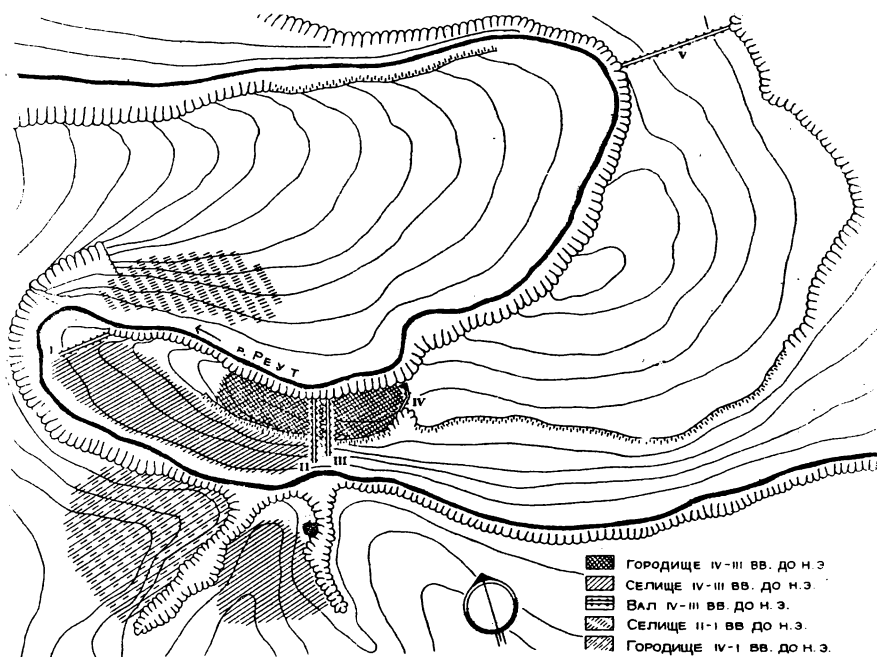 V
I
р. Реут
IV
II III
Городище IV–III вв. до н.э
Селище IV–III вв. до н.э.
Вал IV–III вв. до н.э.
Селище II–I вв до н.э.
Городище IV–I вв. до н.э.